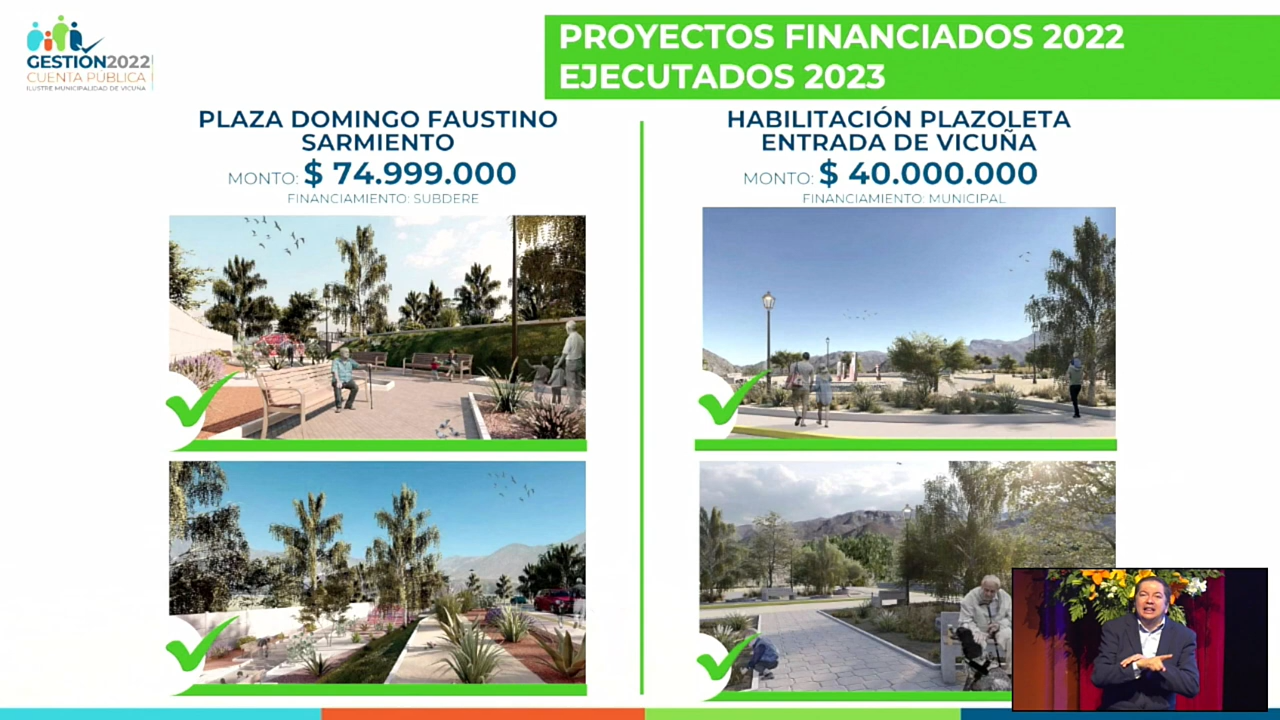 GESTIÓN2022
CUENTA PÚBLICA
ILUSTRE MUNICIPALIDAD DE VICUÑA
PROYECTOS FINANCIADOS 2022
EJECUTADOS 2023
PLAZA DOMINGO FAUSTINO
SARMIENTO
MONTO: $ 74.999.000
FINANCIAMIENTO: SUBDERE
HABILITACIÓN PLAZOLETA
ENTRADA DE VICUÑA
MONTO: $ 40.000.000
FINANCIAMIENTO: MUNICIPAL